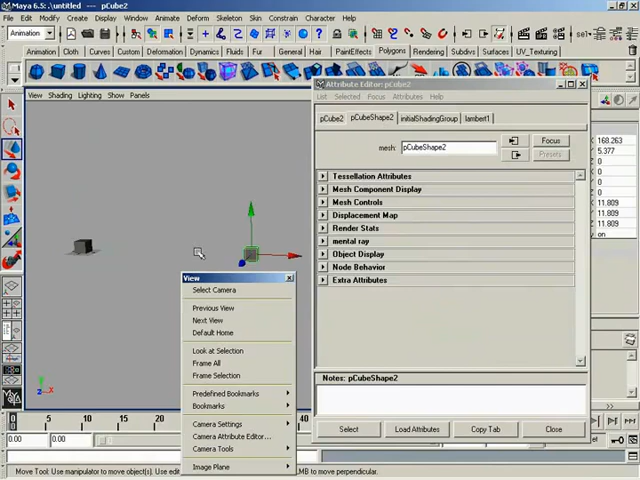 Maya 6.5: .\untitled --- pCube2
File Edit Modify Create Display Window Animate Deform Skeleton Skin Constrain Character Help
Animation
Animation Cloth Custom Deformation Dynamics Fluids Fur General Hair PaintEffects Polygons Rendering Subdivs Surfaces UV_Texturing
View Shading Lighting Show Panels
Attribute Editor: pCube2
List Selected Focus Attributes Help
pCube2 pCubeShape2 initialShadingGroup lambert1
mesh: pCubeShape2
Focus
Presets
Tessellation Attributes
Mesh Component Display
Mesh Controls
Displacement Map
Render Stats
mental ray
Object Display
Node Behavior
Extra Attributes
Notes: pCubeShape2
Select Load Attributes Copy Tab Close
X 168.263
Y 5.377
Z 0
X 0
Y 0
Z 0
X 11.809
Y 11.809
Z 11.809
on
View
Select Camera
Previous View
Next View
Default Home
Look at Selection
Frame All
Frame Selection
Predefined Bookmarks
Bookmarks
Camera Settings
Camera Attribute Editor...
Camera Tools
Image Plane
y
z x
0 5 10 15 20 25 30
0.00 0.00
Move Tool: Use manipulator to move object(s). Use edit
MB to move perpendicular.